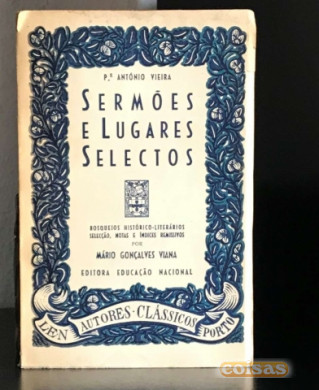 P.e ANTÓNIO VIEIRA
SERMÕES
E LUGARES
SELECTOS
BOSQUEJOS HISTÓRICO-LITERÁRIOS
SELECÇÃO, NOTAS E ÍNDICES REMISSIVOS
POR
MÁRIO GONÇALVES VIANA
EDITORA EDUCAÇÃO NACIONAL
LEN AUTORES-CLÁSSICOS PORTO
coisas